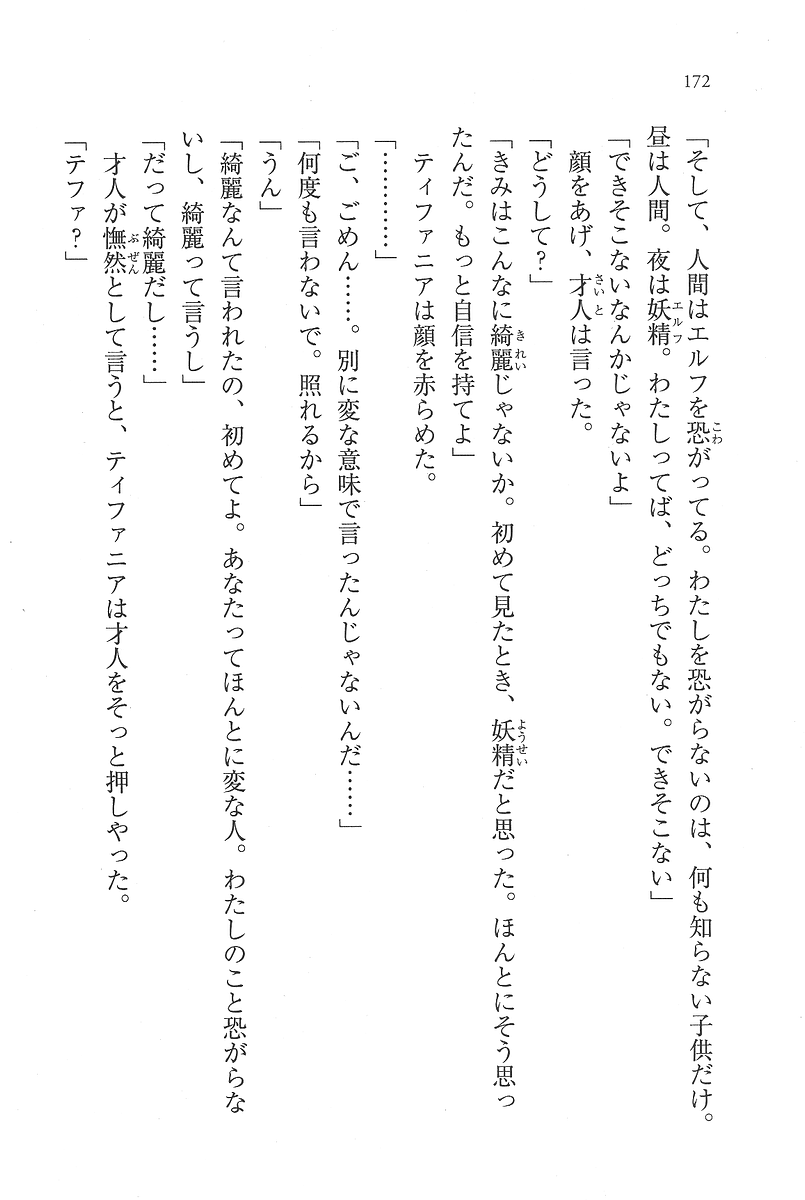 172
「そして、人間はエルフを恐がってる。わたしを恐がらないのは、何も知らない子供だけ。
昼は人間。夜は妖精。わたしってば、どっちでもない。できそこない」
「できそこないなんかじゃないよ」
顔をあげ、才人は言った。
「どうして?」
「きみはこんなに綺麗じゃないか。初めて見たとき、妖精だと思った。ほんとにそう思っ
たんだ。もっと自信を持てよ」
ティファニアは顔を赤らめた。
「…………」
「ご、ごめん……。別に変な意味で言ったんじゃないんだ……」
「何度も言わないで。照れるから」
「うん」
「綺麗なんて言われたの、初めてよ。あなたってほんとに変な人。わたしのこと恐がらな
いし、綺麗って言うし」
「だって綺麗だし……」
才人が憮然として言うと、ティファニアは才人をそっと押しやった。
「テファ?」